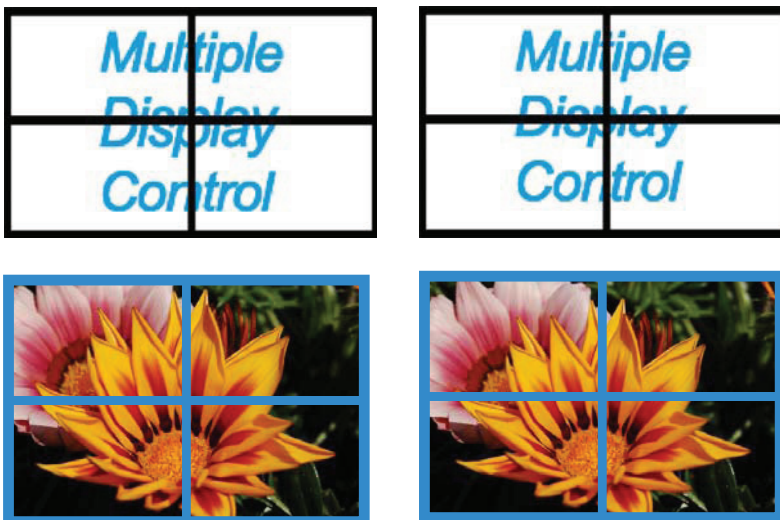 Multiple
Display
Control
Multiple
Display
Control